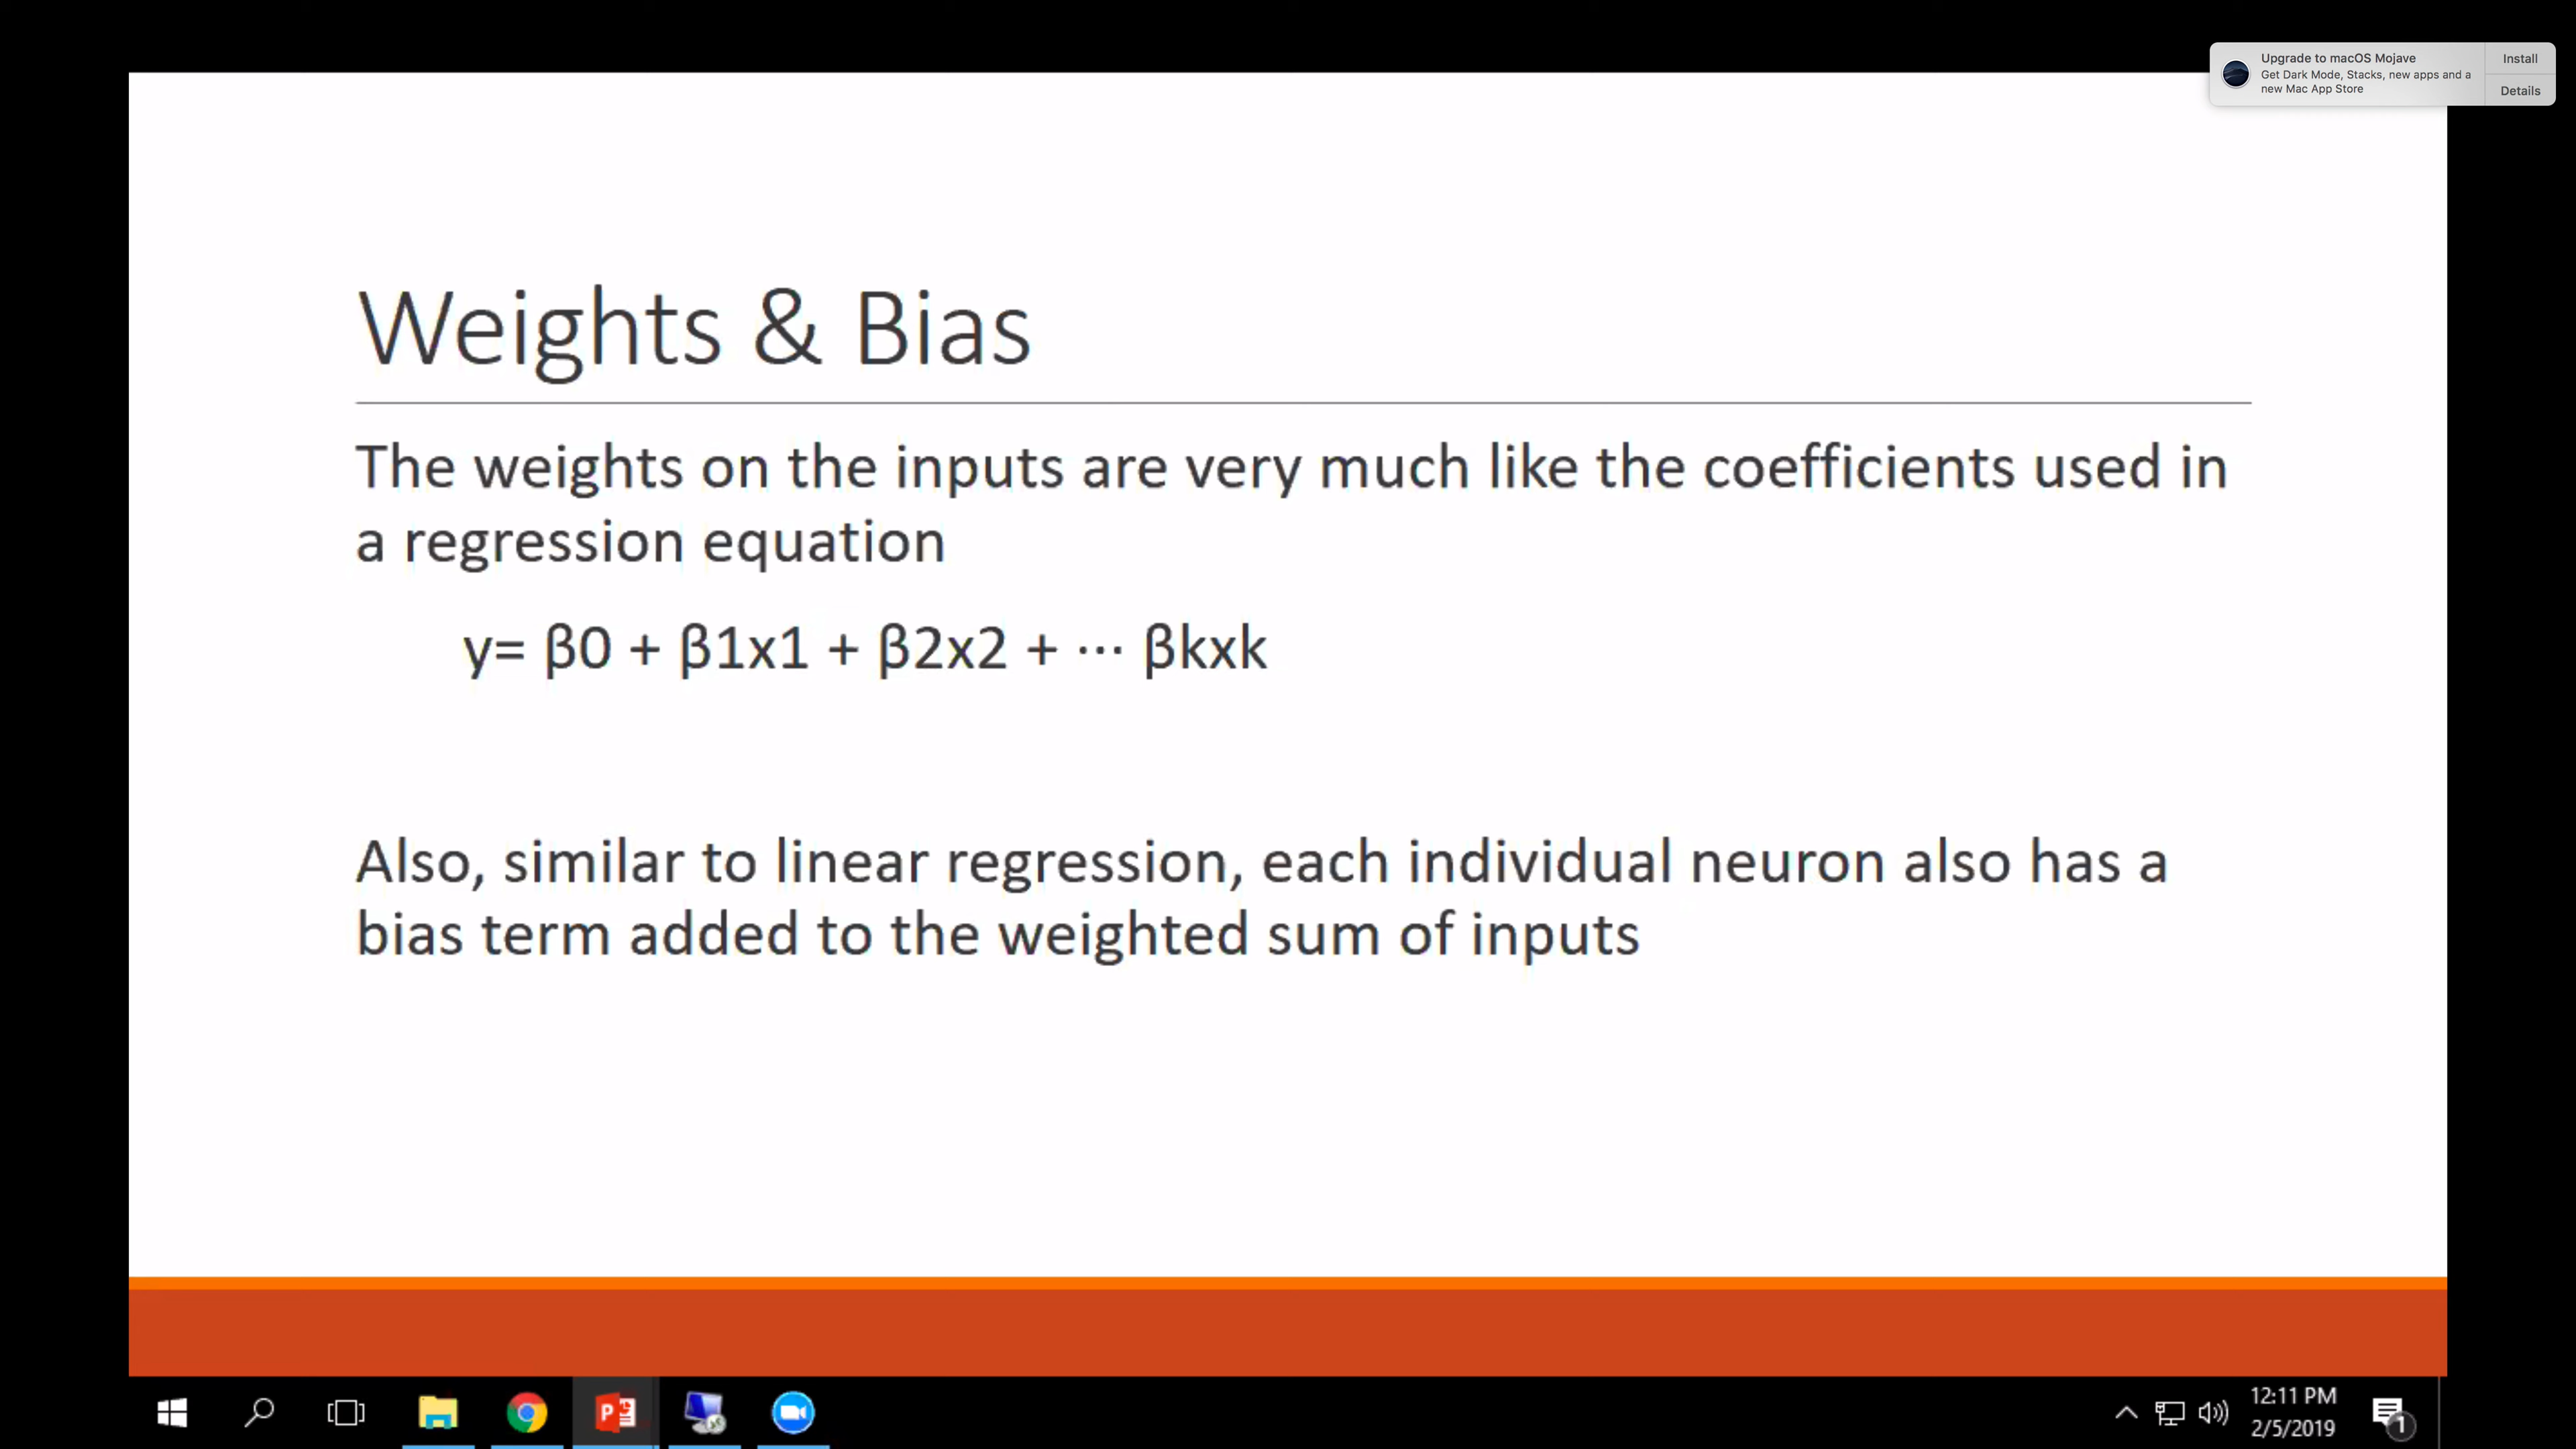 Upgrade to macOS Mojave
Get Dark Mode, Stacks, new apps and a
new Mac App Store
Install
Details
Weights & Bias
The weights on the inputs are very much like the coefficients used in
a regression equation
y= β0 + β1x1 + β2x2 + ··· βkxk
Also, similar to linear regression, each individual neuron also has a
bias term added to the weighted sum of inputs
12:11 PM
2/5/2019
1